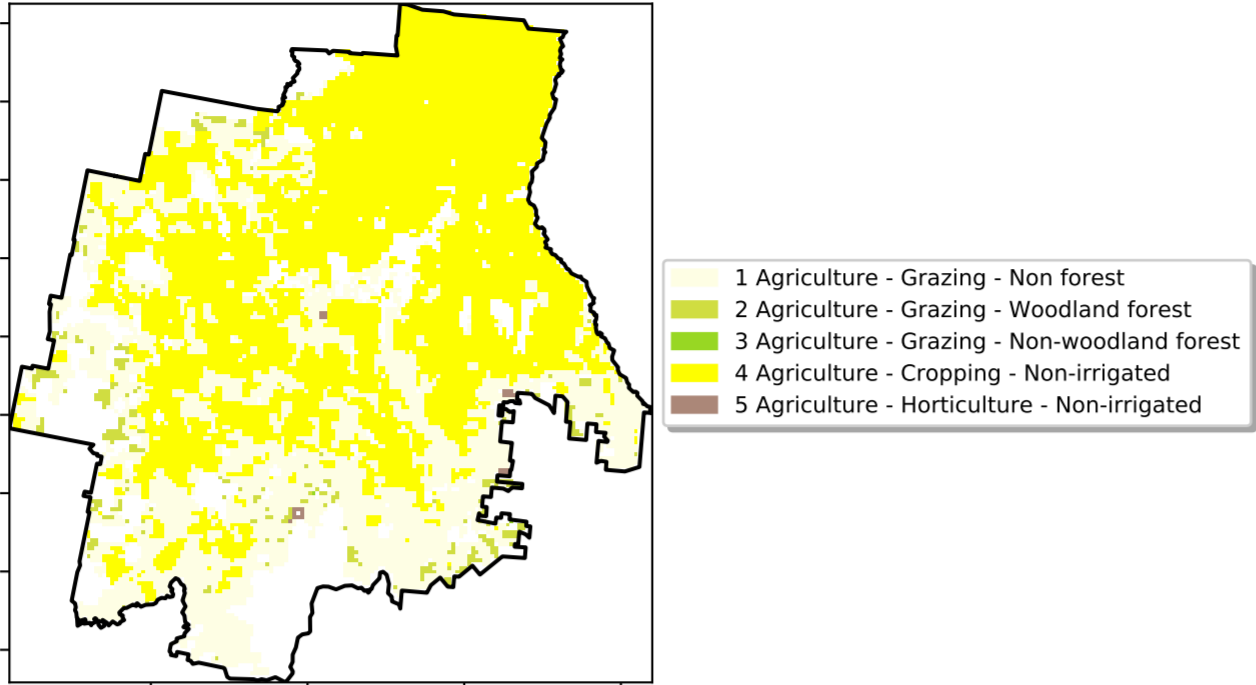 1 Agriculture - Grazing - Non forest
2 Agriculture - Grazing - Woodland forest
3 Agriculture - Grazing - Non-woodland forest
4 Agriculture - Cropping - Non-irrigated
5 Agriculture - Horticulture - Non-irrigated